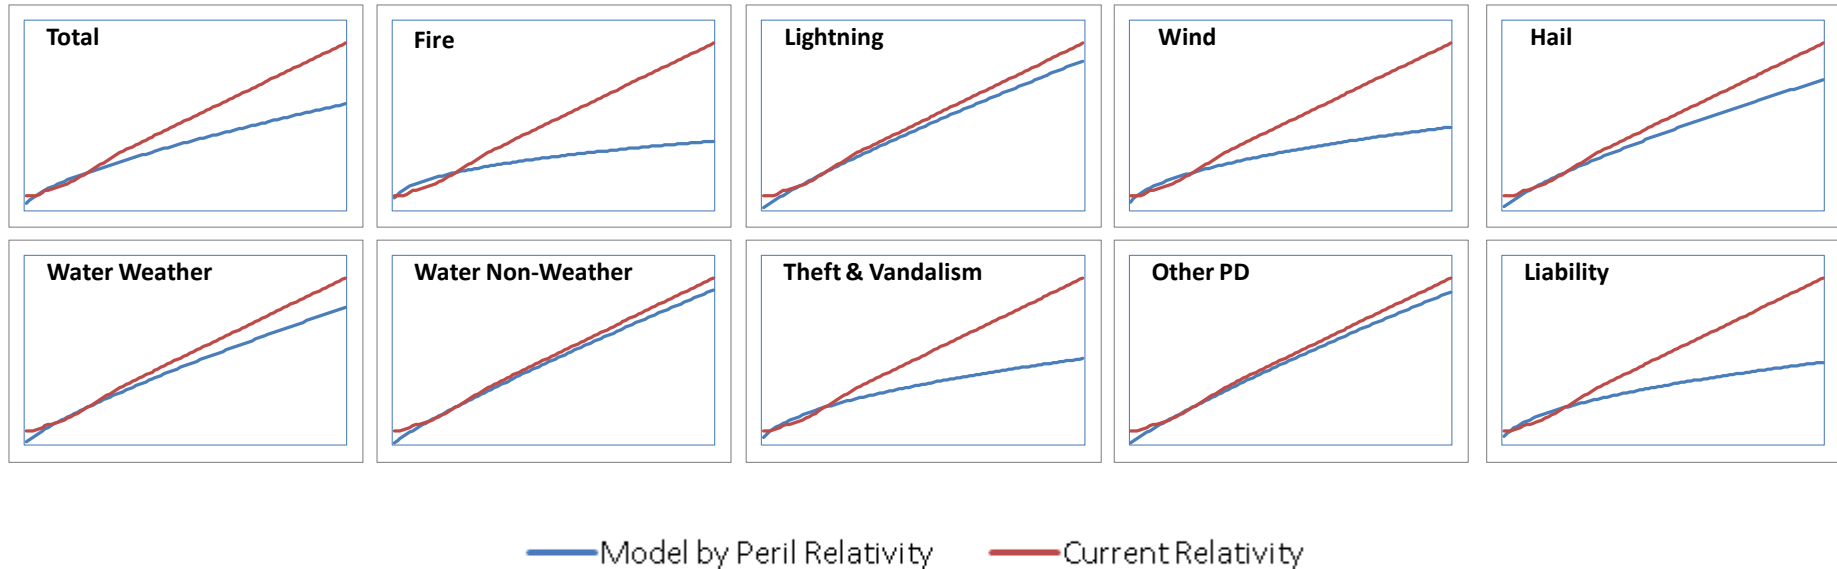 Total
Fire
Lightning
Wind
Hail
Water Weather
Water Non-Weather
Theft & Vandalism
Other PD
Liability
Model by Peril Relativity
Current Relativity